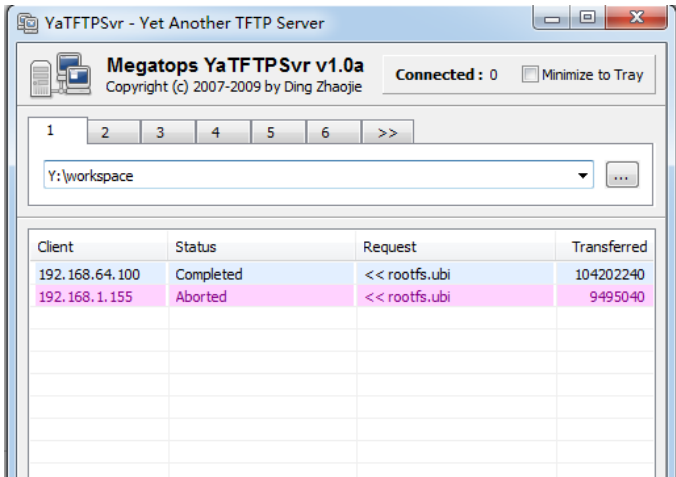 YaTFTPSvr - Yet Another TFTP Server
Megatops YaTFTPSvr v1.0a
Copyright (c) 2007-2009 by Ding Zhaojie
Connected : 0
Minimize to Tray
1 2 3 4 5 6 >>
Y:\workspace
...
Client Status Request Transferred
192.168.64.100 Completed << rootfs.ubi 104202240
192.168.1.155 Aborted << rootfs.ubi 9495040